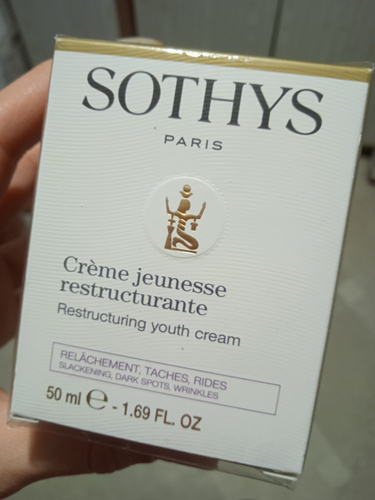 SOTHYS
PARIS
Crème jeunesse
restructurante
Restructuring youth cream
RELÂCHEMENT, TACHES, RIDES
SLACKENING, DARK SPOTS, WRINKLES
50 ml ℮ - 1.69 FL. OZ